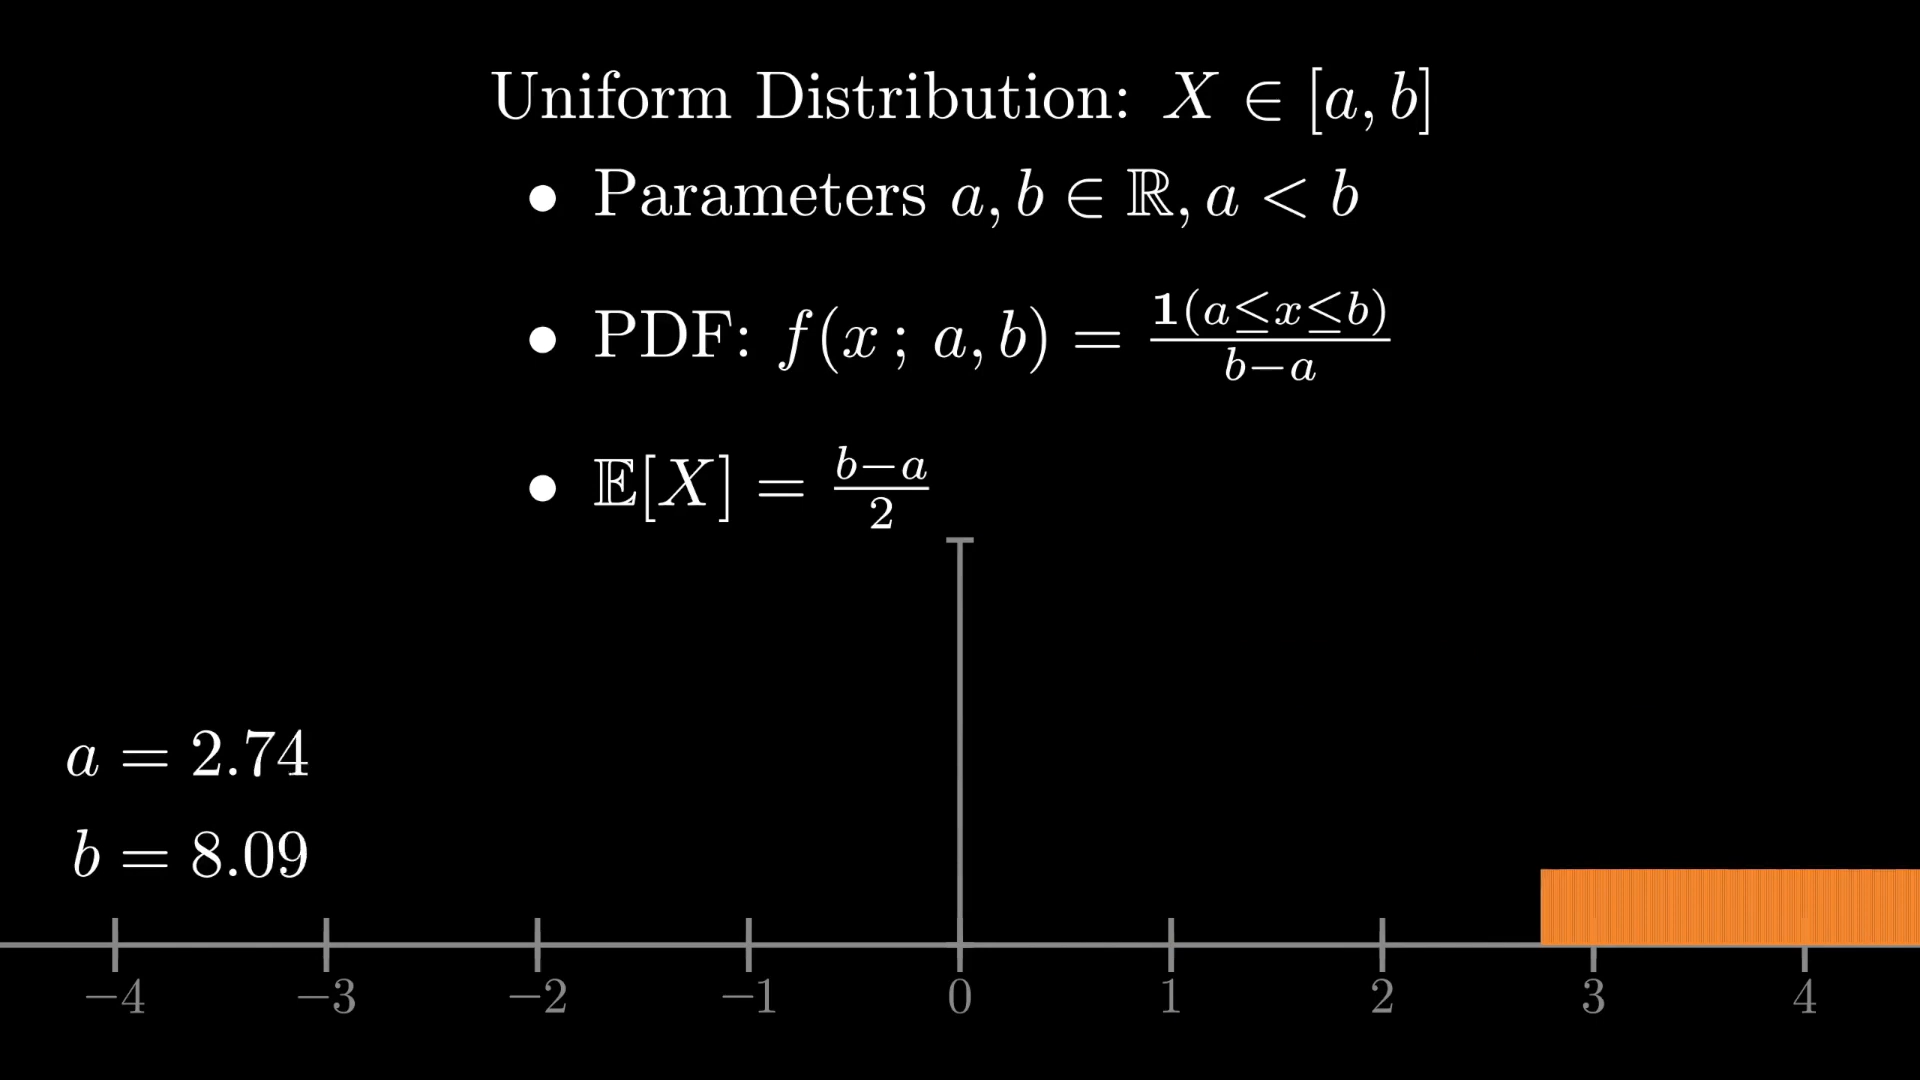 Uniform Distribution: X ∈ [a, b]
• Parameters a, b ∈ ℝ, a < b
• PDF: f(x ; a, b) = 𝟏(a≤x≤b) / b−a
• 𝔼[X] = b−a / 2
a = 2.74
b = 8.09
−4 −3 −2 −1 0 1 2 3 4